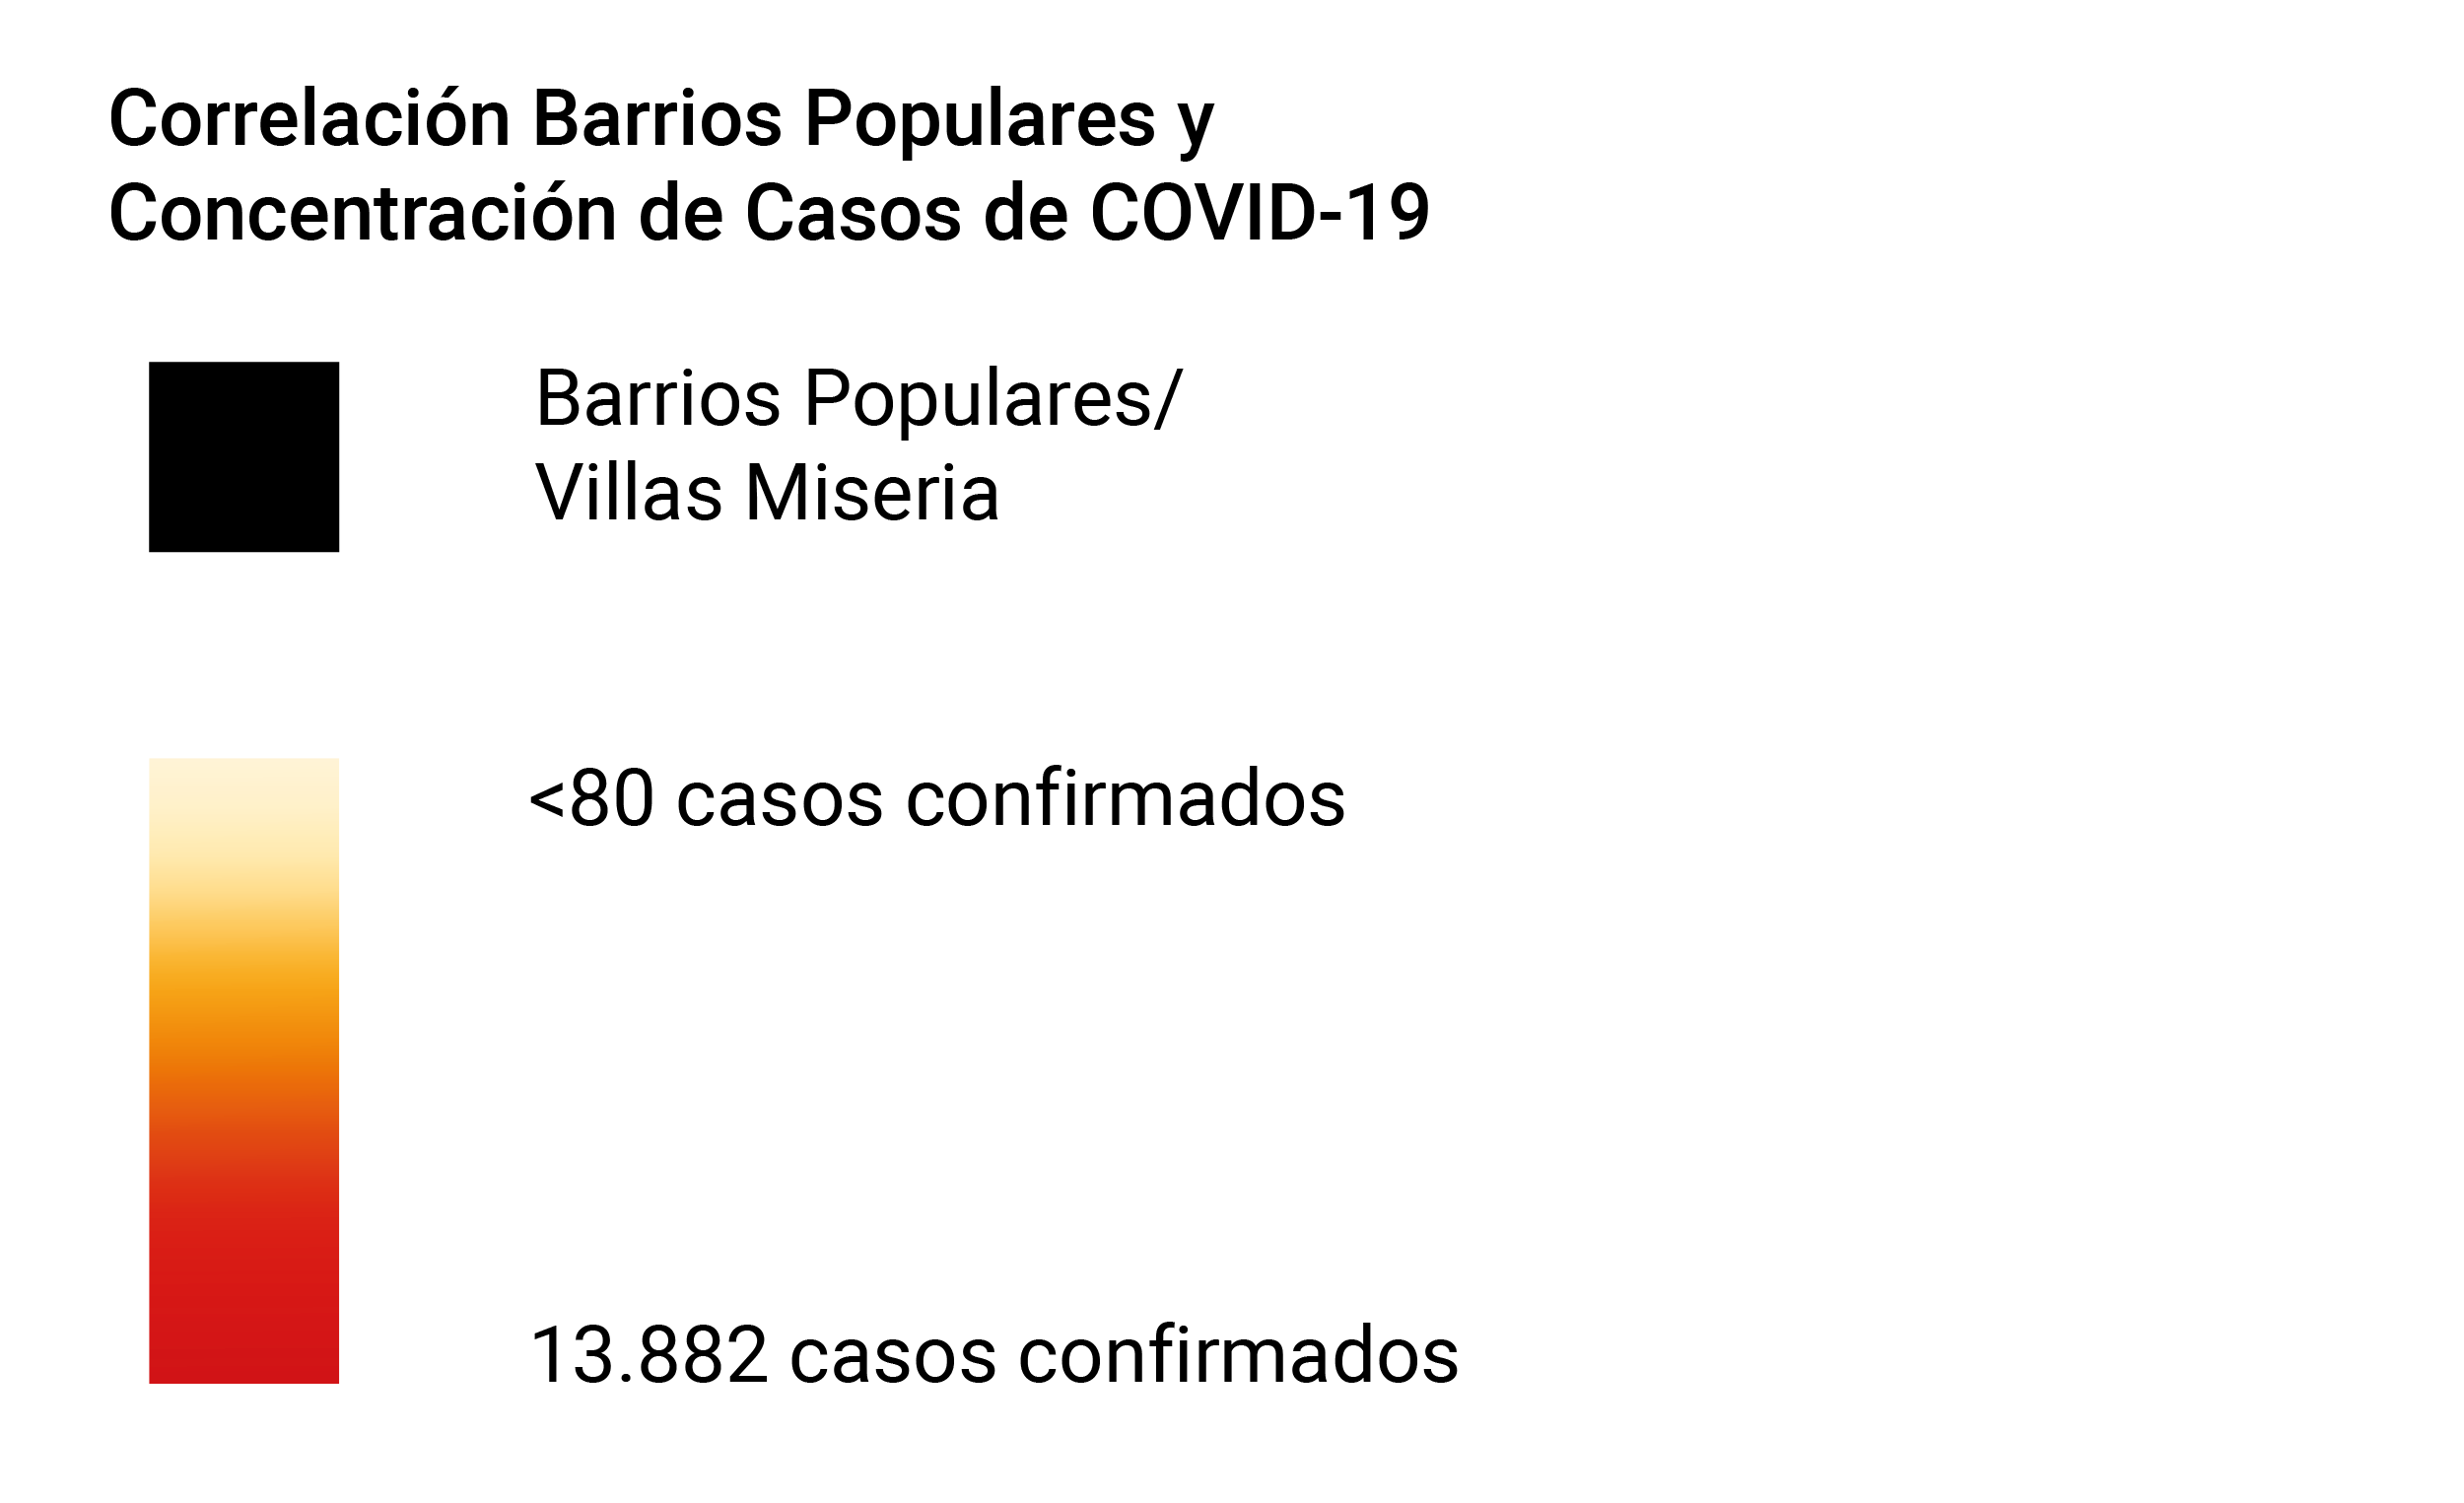 Correlación Barrios Populares y
Concentración de Casos de COVID-19
Barrios Populares/
Villas Miseria
<80 casos confirmados
13.882 casos confirmados